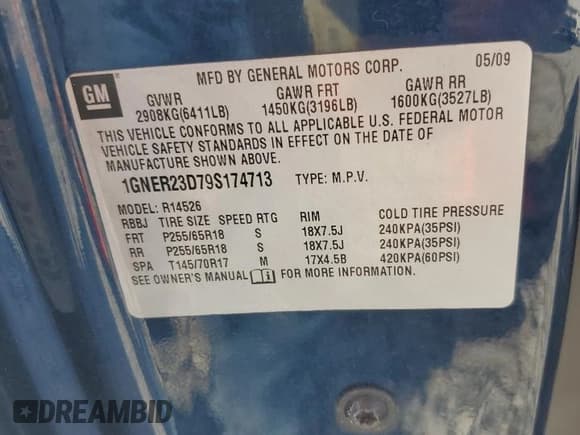 MFD BY GENERAL MOTORS CORP. 05/09
GM
GVWR GAWR FRT GAWR RR
2908KG(6411LB) 1450KG(3196LB) 1600KG(3527LB)
THIS VEHICLE CONFORMS TO ALL APPLICABLE U.S. FEDERAL MOTOR
VEHICLE SAFETY STANDARDS IN EFFECT ON THE DATE OF
MANUFACTURE SHOWN ABOVE.
1GNER23D79S174713 TYPE: M.P.V.
MODEL: R14526
RBBJ TIRE SIZE SPEED RTG RIM COLD TIRE PRESSURE
FRT P255/65R18 S 18X7.5J 240KPA(35PSI)
RR P255/65R18 S 18X7.5J 240KPA(35PSI)
SPA T145/70R17 M 17X4.5B 420KPA(60PSI)
SEE OWNER'S MANUAL i FOR MORE INFORMATION.
DREAMBID